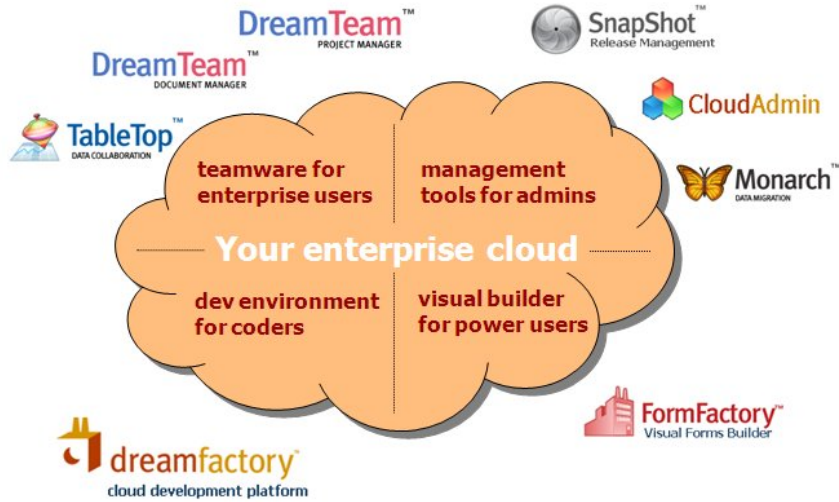 DreamTeam™
PROJECT MANAGER
SnapShot™
Release Management
DreamTeam™
DOCUMENT MANAGER
CloudAdmin
TableTop™
DATA COLLABORATION
teamware for
enterprise users
management
tools for admins
Monarch™
DATA MIGRATION
Your enterprise cloud
dev environment
for coders
visual builder
for power users
FormFactory™
Visual Forms Builder
dreamfactory™
cloud development platform